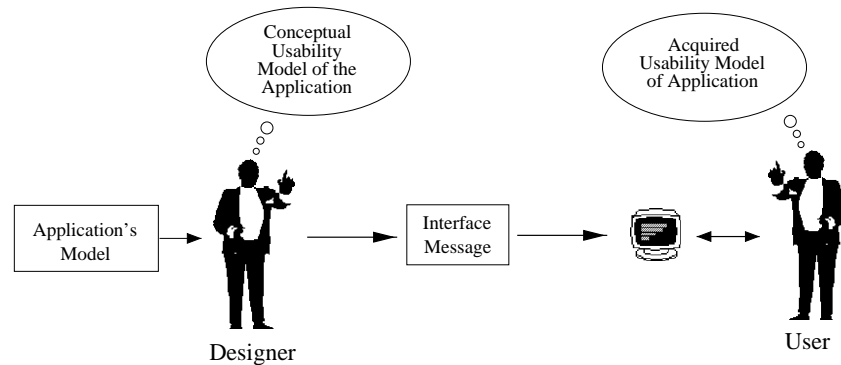 Conceptual
Usability
Model of the
Application
Acquired
Usability Model
of Application
Application's
Model
Interface
Message
Designer
User